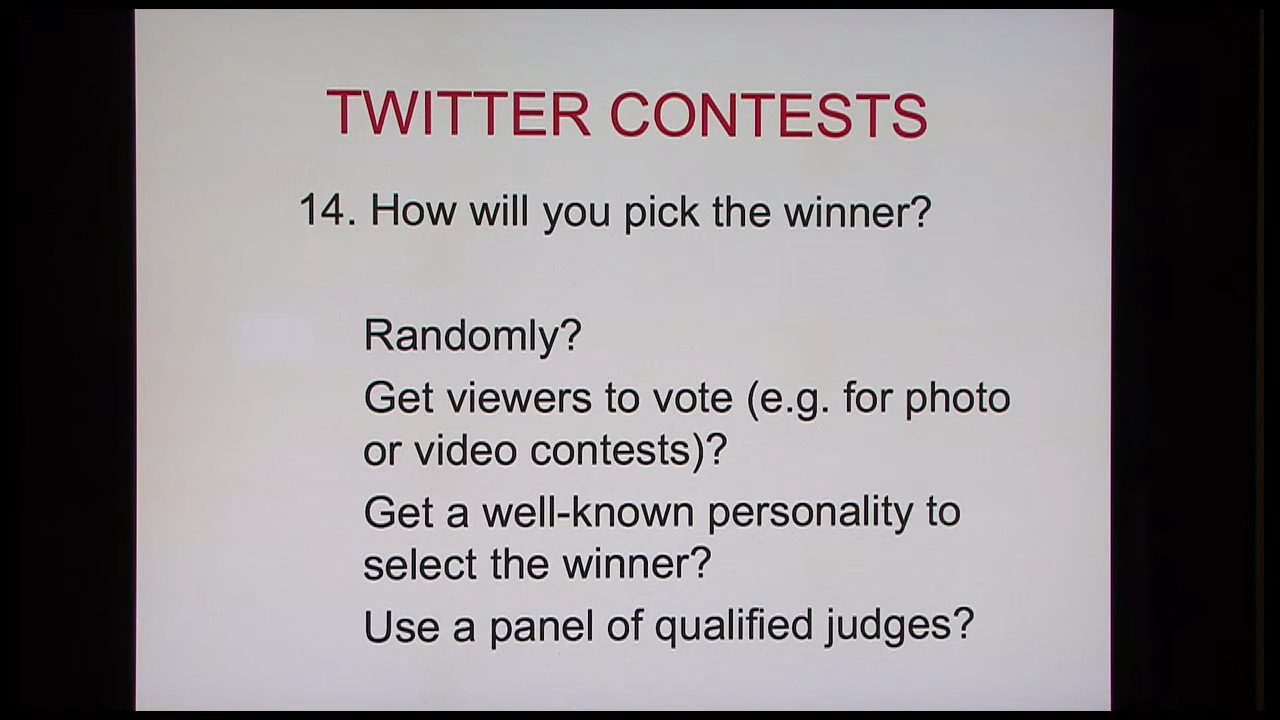 TWITTER CONTESTS
14. How will you pick the winner?
Randomly?
Get viewers to vote (e.g. for photo
or video contests)?
Get a well-known personality to
select the winner?
Use a panel of qualified judges?